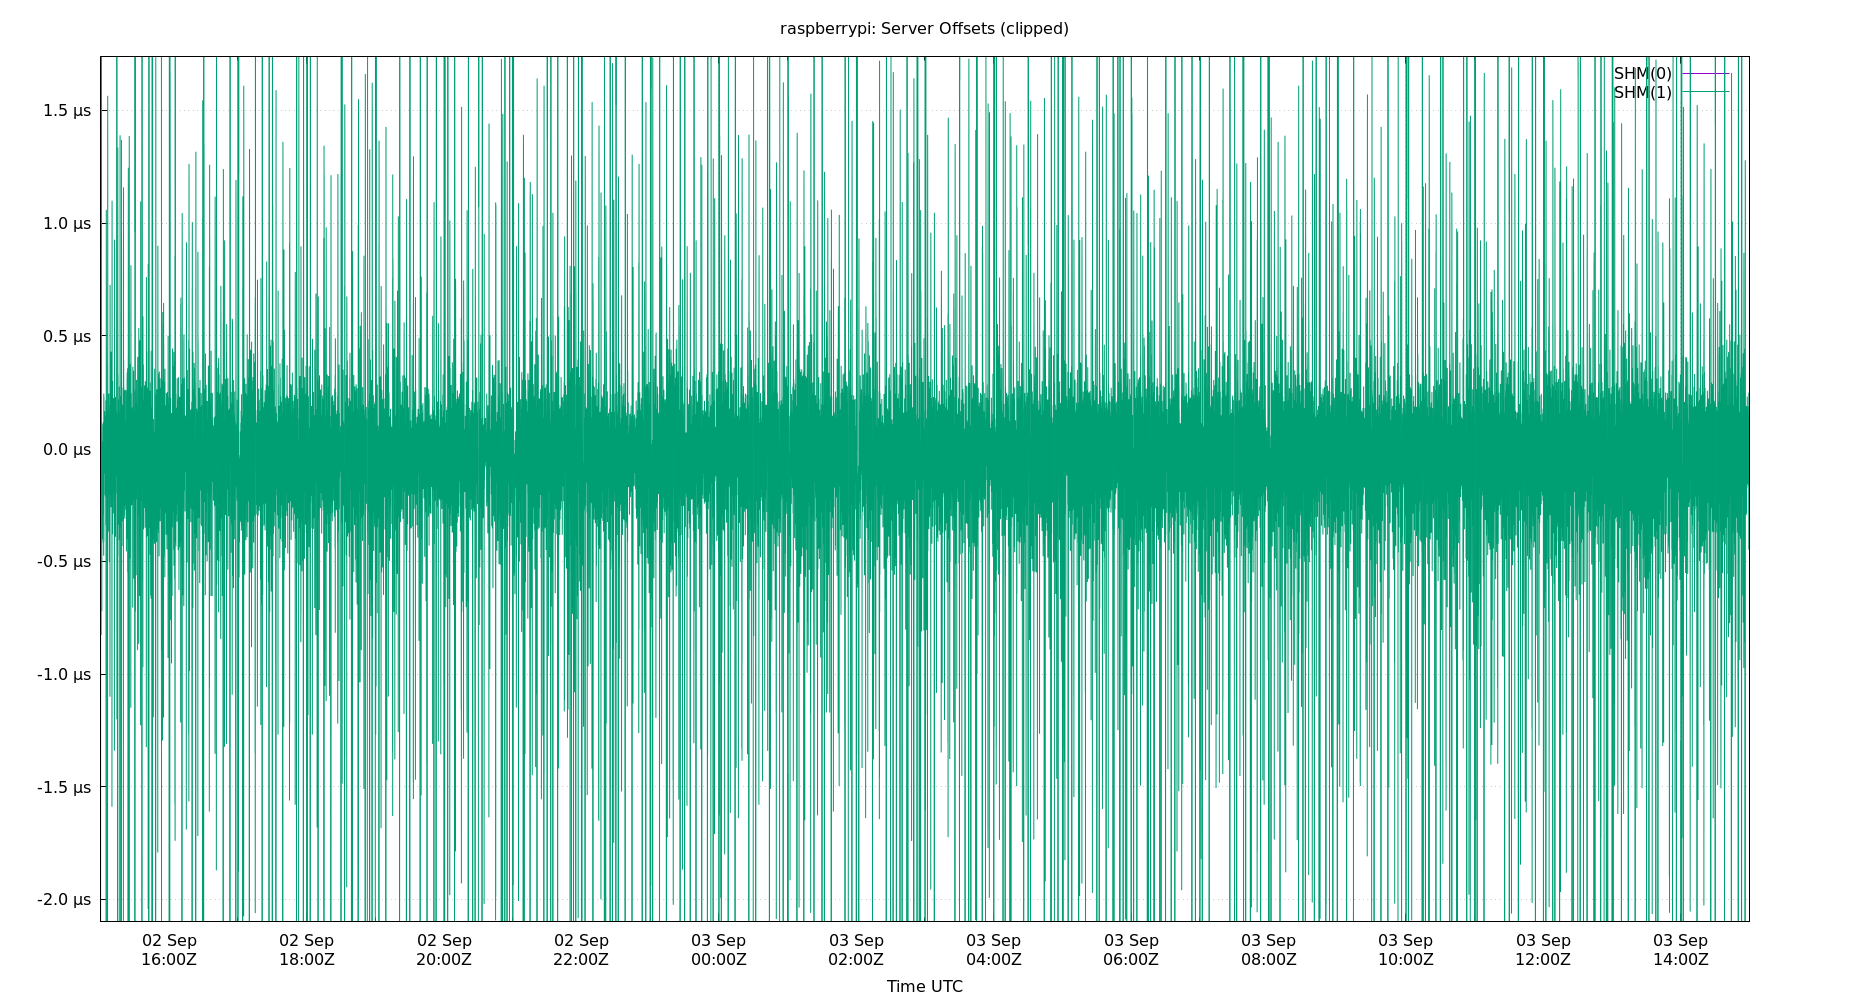 raspberrypi: Server Offsets (clipped)
SHM(0)
SHM(1)
1.5 µs
1.0 µs
0.5 µs
0.0 µs
-0.5 µs
-1.0 µs
-1.5 µs
-2.0 µs
02 Sep 02 Sep 02 Sep 02 Sep 03 Sep 03 Sep 03 Sep 03 Sep 03 Sep 03 Sep 03 Sep 03 Sep
16:00Z 18:00Z 20:00Z 22:00Z 00:00Z 02:00Z 04:00Z 06:00Z 08:00Z 10:00Z 12:00Z 14:00Z
Time UTC